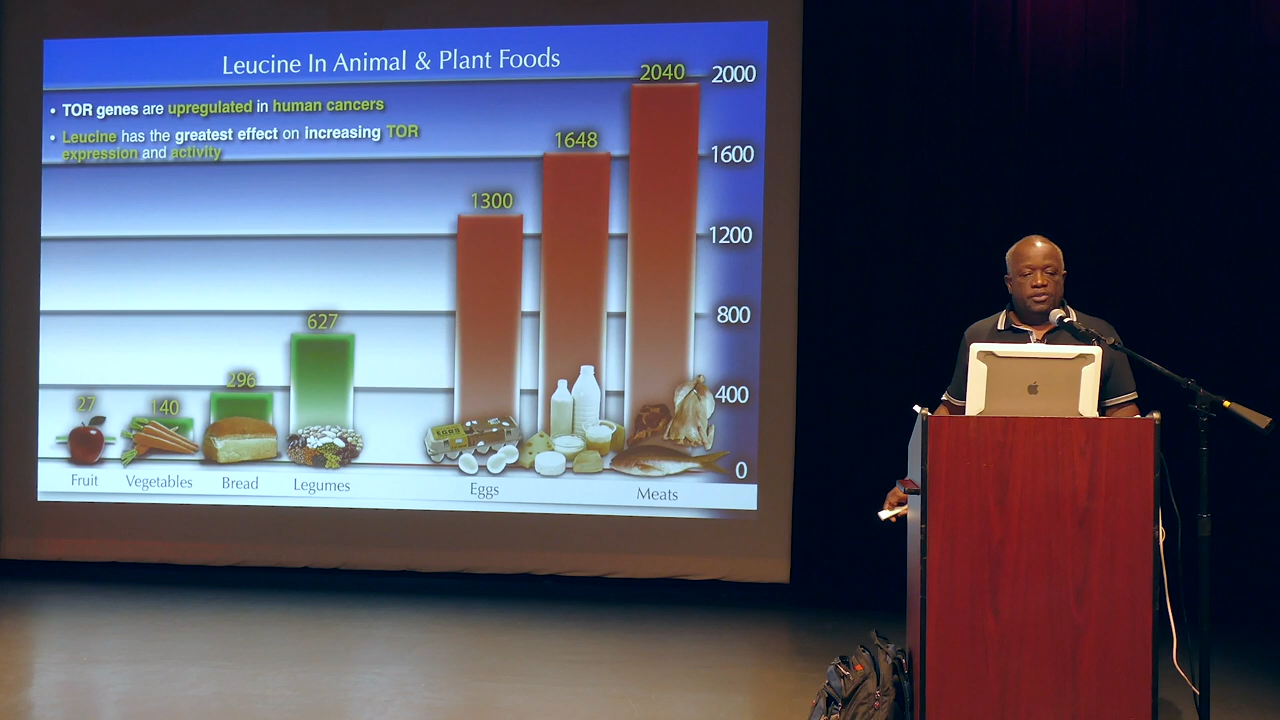 Leucine In Animal & Plant Foods
• TOR genes are upregulated in human cancers
• Leucine has the greatest effect on increasing TOR
expression and activity
2040
2000
1648
1600
1300
1200
627
800
296
400
27
140
EGGS
0
Fruit
Vegetables
Bread
Legumes
Eggs
Meats